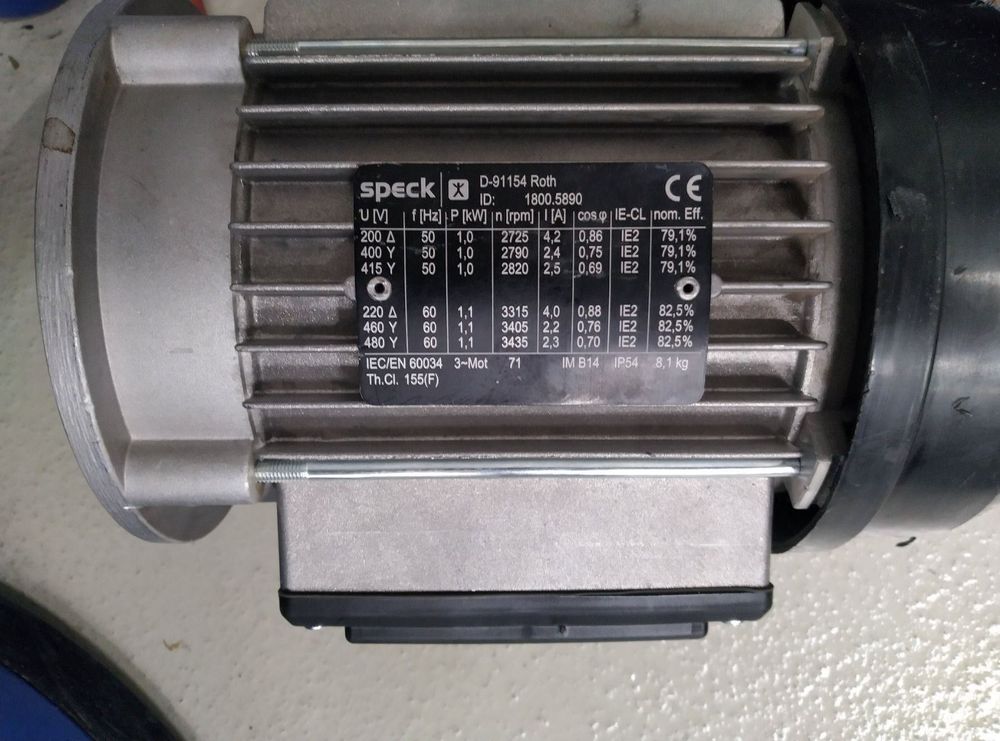 speck D-91154 Roth CE
ID: 1800.5890
U [V] f [Hz] P [kW] n [rpm] I [A] cos φ IE-CL nom. Eff.
200 Δ 50 1,0 2725 4,2 0,86 IE2 79,1%
400 Y 50 1,0 2790 2,4 0,75 IE2 79,1%
415 Y 50 1,0 2820 2,5 0,69 IE2 79,1%
220 Δ 60 1,1 3315 4,0 0,88 IE2 82,5%
460 Y 60 1,1 3405 2,2 0,76 IE2 82,5%
480 Y 60 1,1 3435 2,3 0,70 IE2 82,5%
IEC/EN 60034 3~Mot 71 IM B14 IP54 8,1 kg
Th.Cl. 155(F)